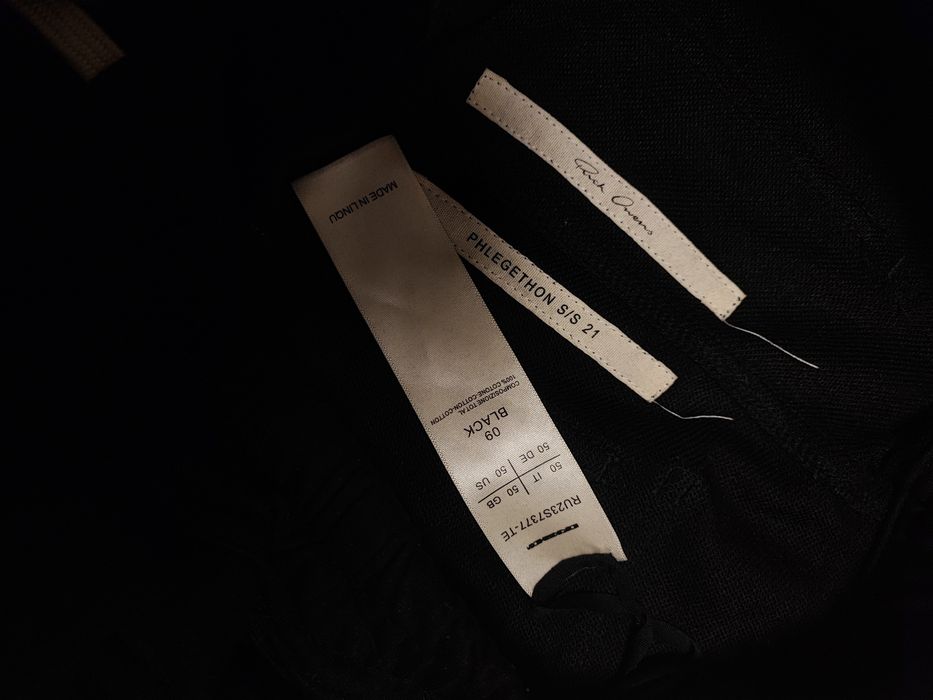 Rick Owens
PHLEGETHON S/S 21
RU23S7377-TE
50 IT 50 GB
50 DE 50 US
09
BLACK
COMPOSIZIONE TOTAL
100% COTONE-COTTON-COTTON
MADE IN LINQU